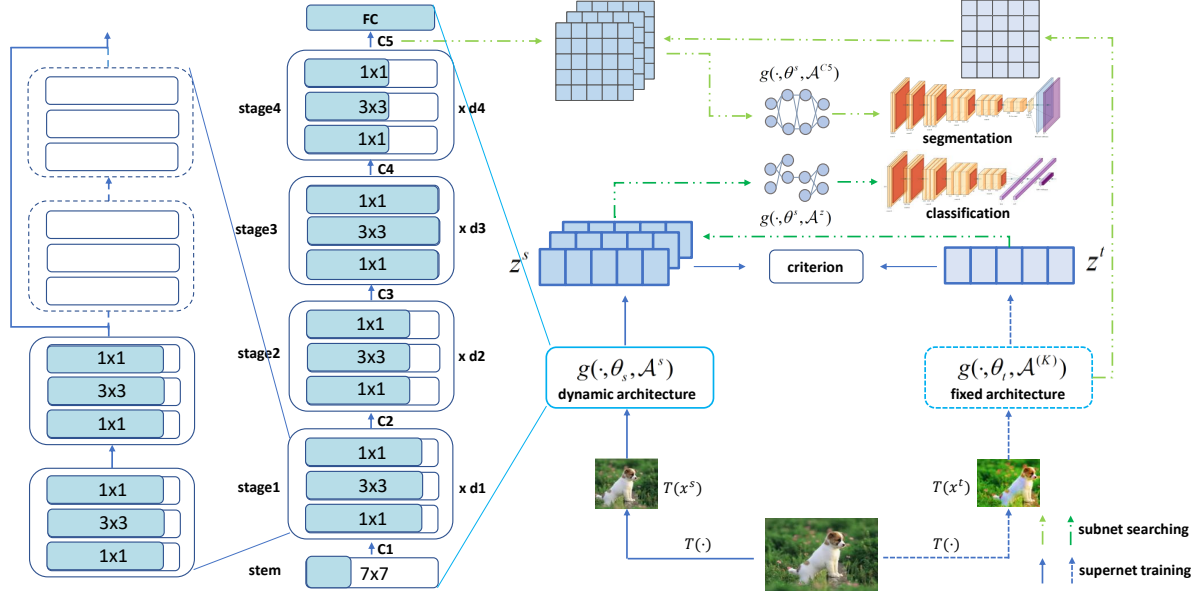 FC
C5
1x1
3x3
1x1
stage4
x d4
C4
1x1
3x3
1x1
stage3
x d3
C3
1x1
3x3
1x1
stage2
x d2
C2
1x1
3x3
1x1
stage1
x d1
C1
7x7
stem
1x1
3x3
1x1
1x1
3x3
1x1
g(·,θ^s,𝒜^{C5})
segmentation
classification
g(·,θ^s,𝒜^z)
z^s
criterion
z^t
g(·,θ_s,𝒜^s)
dynamic architecture
g(·,θ_t,𝒜^{(K)})
fixed architecture
T(x^s)
T(x^t)
T(·)
T(·)
subnet searching
supernet training